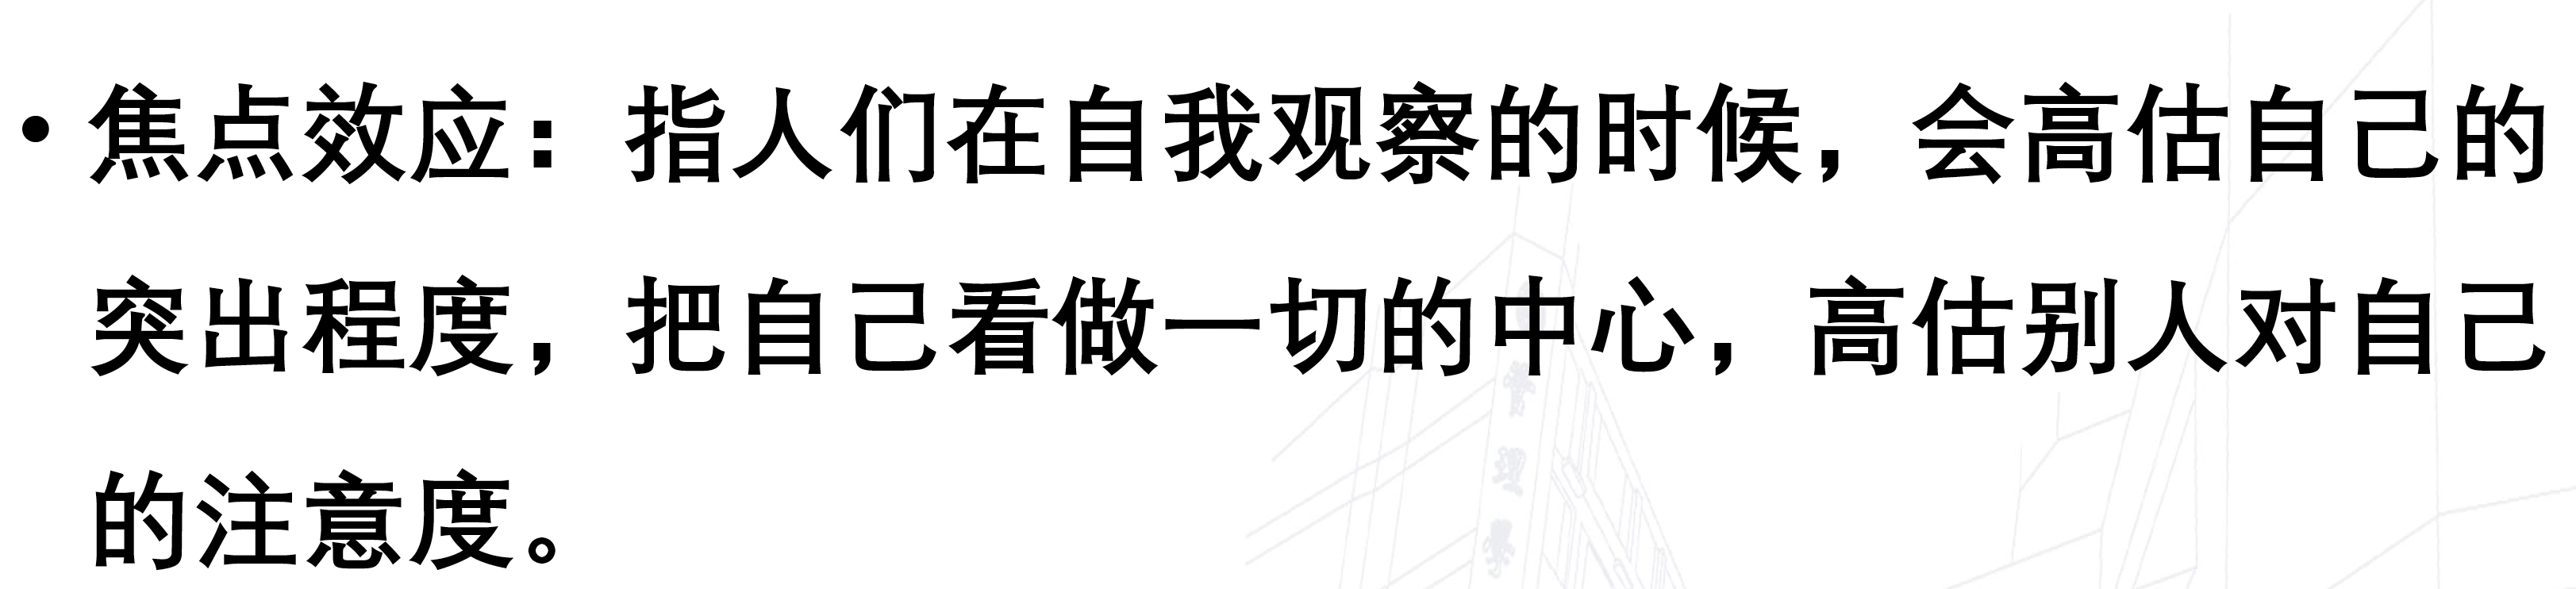 • 焦点效应：指人们在自我观察的时候，会高估自己的
突出程度，把自己看做一切的中心，高估别人对自己
的注意度。